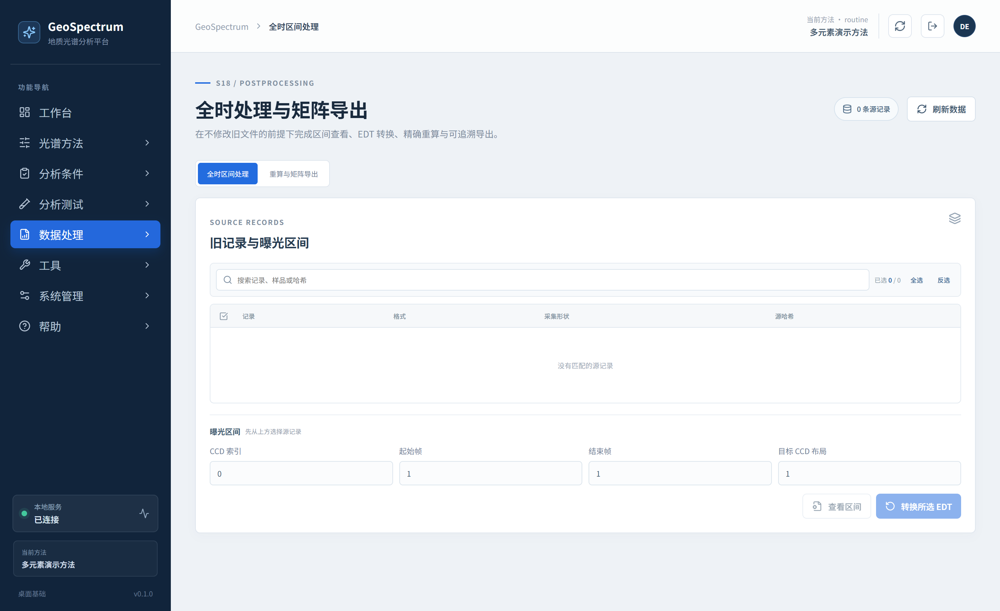 GeoSpectrum
地质光谱分析平台
功能导航
工作台
光谱方法
分析条件
分析测试
数据处理
工具
系统管理
帮助
本地服务
已连接
当前方法
多元素演示方法
桌面基础 v0.1.0
GeoSpectrum 全时区间处理
当前方法 • routine
多元素演示方法
DE
S18 / POSTPROCESSING
全时处理与矩阵导出
在不修改旧文件的前提下完成区间查看、EDT 转换、精确重算与可追溯导出。
0 条源记录
刷新数据
全时区间处理 重算与矩阵导出
SOURCE RECORDS
旧记录与曝光区间
搜索记录、样品或哈希 已选 0 / 0 全选 反选
记录 格式 采集形状 源哈希
没有匹配的源记录
曝光区间 先从上方选择源记录
CCD 索引 起始帧 结束帧 目标 CCD 布局
0 1 1 1
查看区间 转换所选 EDT